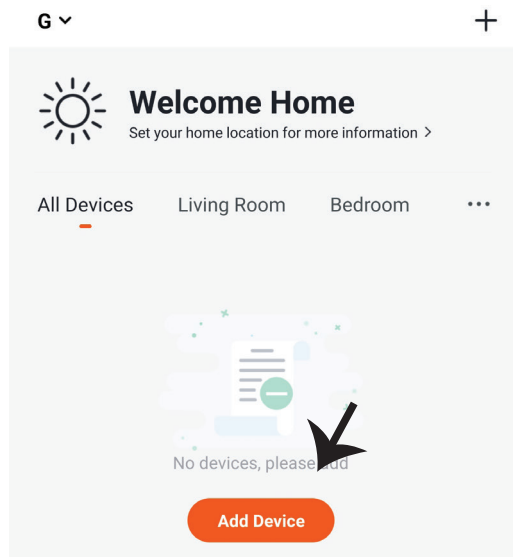 G
Welcome Home
Set your home location for more information >
All Devices Living Room Bedroom ...
No devices, please add
Add Device